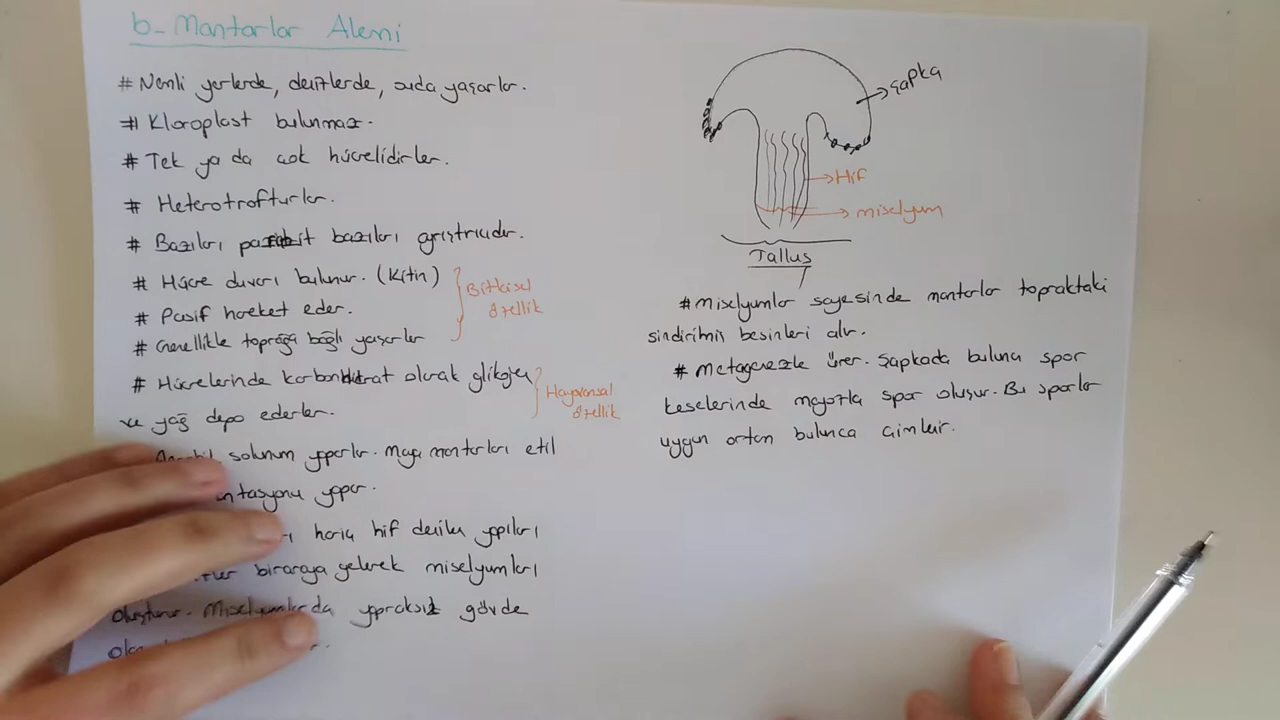 b- Mantarlar Alemi
# Nemli yerlerde, denizlerde, suda yaşarlar.
# Kloroplast bulunmaz.
# Tek ya da çok hücrelidirler.
# Heterotrofturlar.
# Bazıları parazit bazıları çürütücüdür.
# Hücre duvarı bulunur. (Kitin)
# Pasif hareket eder.
# Genellikle toprağa bağlı yaşarlar
Bitkisel
özellik
# Hücrelerinde karbonhidrat olarak glikojen
ve yağ depo ederler.
Hayvansal
özellik
solunum yaparlar. Maya mantarları etil
yapar.
hariç hif denilen yapıları
biraraya gelerek miselyumları
oluşturur. Miselyumlarda yapraksız gövde
şapka
Hif
miselyum
Tallus
# miselyumlar sayesinde mantarlar topraktaki
sindirilmiş besinleri alır.
# metagenezle ürer. Şapkada buluna spor
keselerinde mayozla spor oluşur. Bu sporlar
uygun ortam bulunca çimlenir.